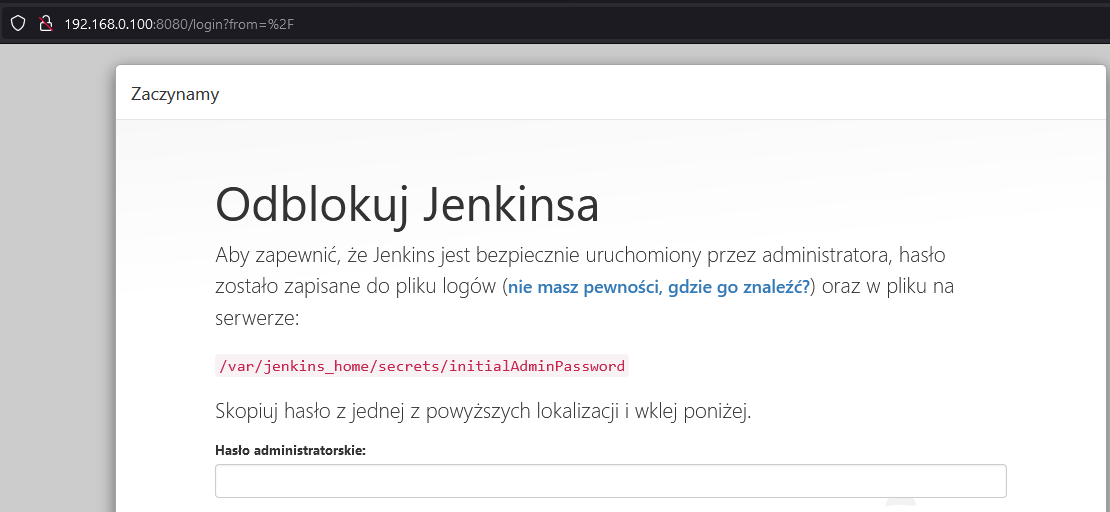 192.168.0.100:8080/login?from=%2F
Zaczynamy
Odblokuj Jenkinsa
Aby zapewnić, że Jenkins jest bezpiecznie uruchomiony przez administratora, hasło
zostało zapisane do pliku logów (nie masz pewności, gdzie go znaleźć?) oraz w pliku na
serwerze:
/var/jenkins_home/secrets/initialAdminPassword
Skopiuj hasło z jednej z powyższych lokalizacji i wklej poniżej.
Hasło administratorskie: